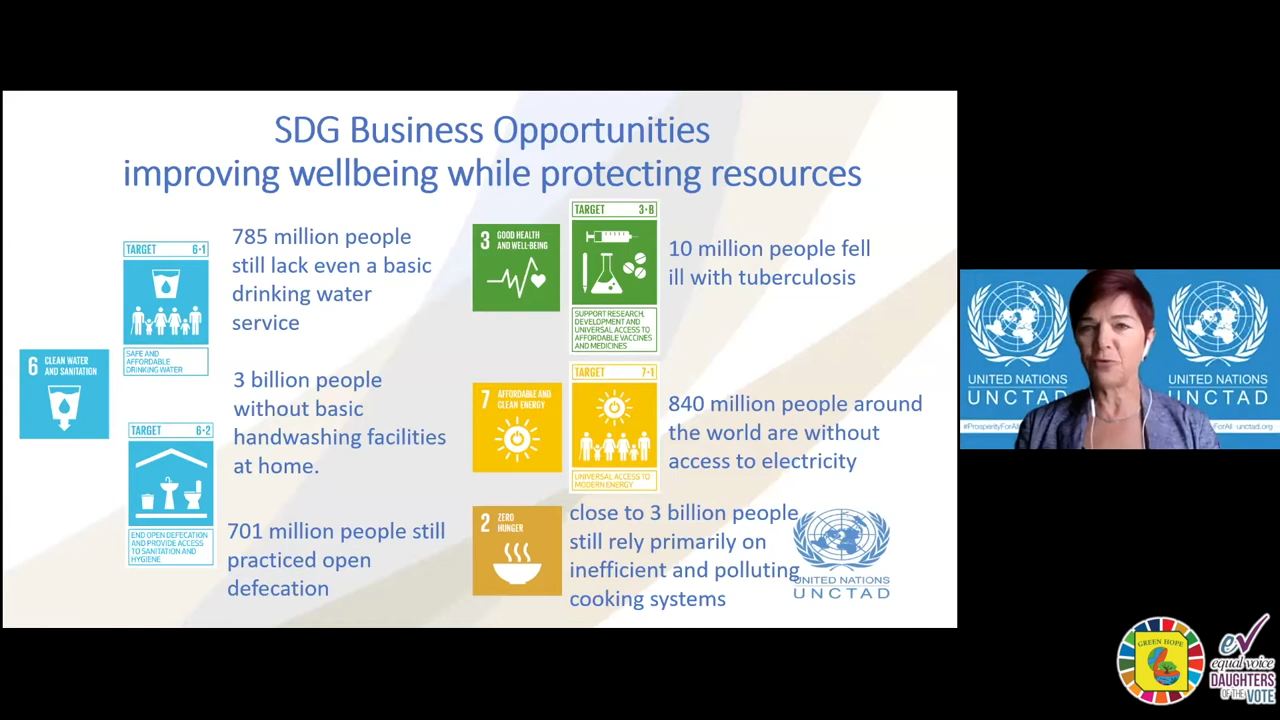 SDG Business Opportunities
improving wellbeing while protecting resources
6 CLEAN WATER
AND SANITATION
TARGET 6·1
SAFE AND
AFFORDABLE
DRINKING WATER
785 million people
still lack even a basic
drinking water
service
3 billion people
without basic
handwashing facilities
at home.
TARGET 6·2
END OPEN DEFECATION
AND PROVIDE ACCESS
TO SANITATION AND
HYGIENE
701 million people still
practiced open
defecation
3 GOOD HEALTH
AND WELL-BEING
TARGET 3·B
SUPPORT RESEARCH,
DEVELOPMENT AND
UNIVERSAL ACCESS TO
AFFORDABLE VACCINES
AND MEDICINES
10 million people fell
ill with tuberculosis
7 AFFORDABLE AND
CLEAN ENERGY
TARGET 7·1
UNIVERSAL ACCESS TO
MODERN ENERGY
840 million people around
the world are without
access to electricity
2 ZERO
HUNGER
close to 3 billion people
still rely primarily on
inefficient and polluting
cooking systems
UNITED NATIONS
UNCTAD
UNITED NATIONS
UNCTAD
#ProsperityForAll
UNITED NATIONS
UNCTAD
ForAll unctad.org
GREEN HOPE
ev
equal voice
DAUGHTERS
OF THE VOTE